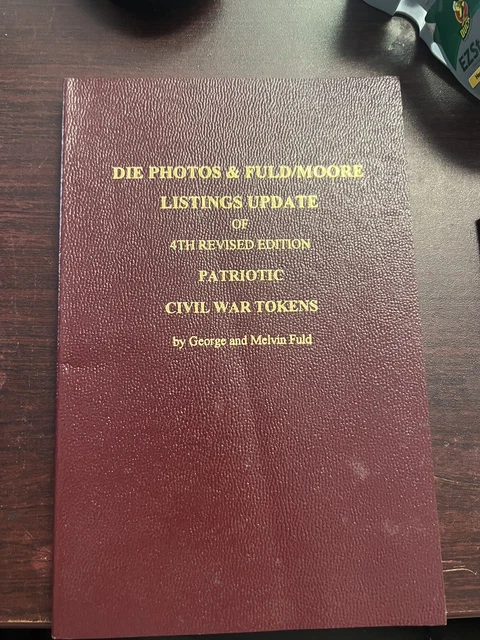 DIE PHOTOS & FULD/MOORE
LISTINGS UPDATE
OF
4TH REVISED EDITION
PATRIOTIC
CIVIL WAR TOKENS
by George and Melvin Fuld